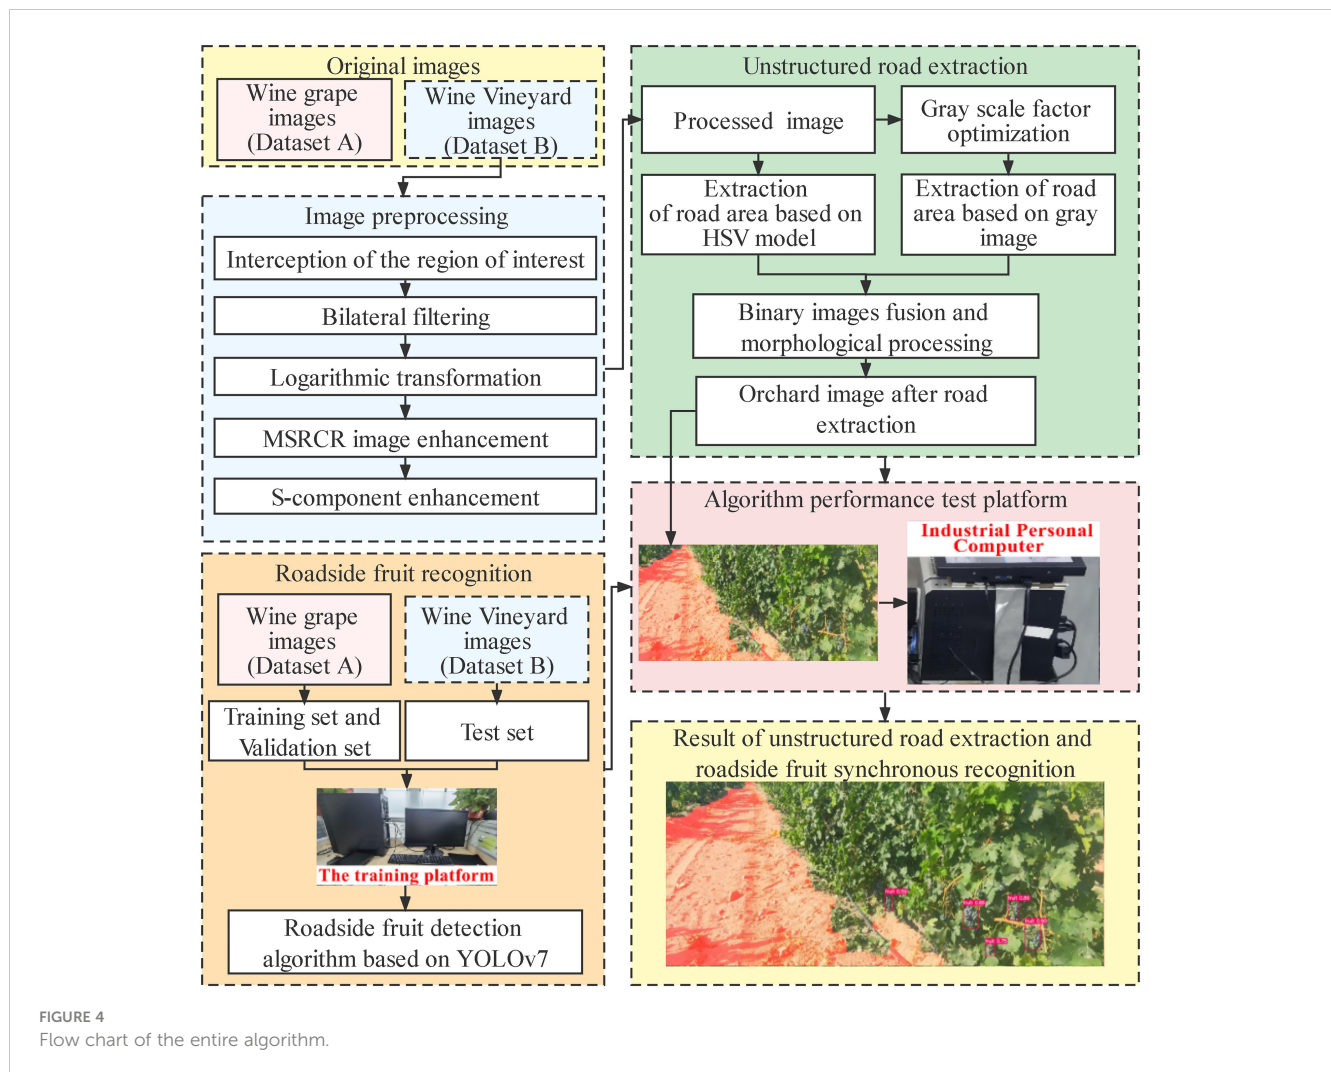 Original images
Wine grape
images
(Dataset A)
Wine Vineyard
images
(Dataset B)
Image preprocessing
Interception of the region of interest
Bilateral filtering
Logarithmic transformation
MSRCR image enhancement
S-component enhancement
Roadside fruit recognition
Wine grape
images
(Dataset A)
Wine Vineyard
images
(Dataset B)
Training set and
Validation set
Test set
The training platform
Roadside fruit detection
algorithm based on YOLOv7
Unstructured road extraction
Processed image
Gray scale factor
optimization
Extraction
of road area based on
HSV model
Extraction of road
area based on gray
image
Binary images fusion and
morphological processing
Orchard image after road
extraction
Algorithm performance test platform
Industrial Personal
Computer
Result of unstructured road extraction and
roadside fruit synchronous recognition
FIGURE 4
Flow chart of the entire algorithm.